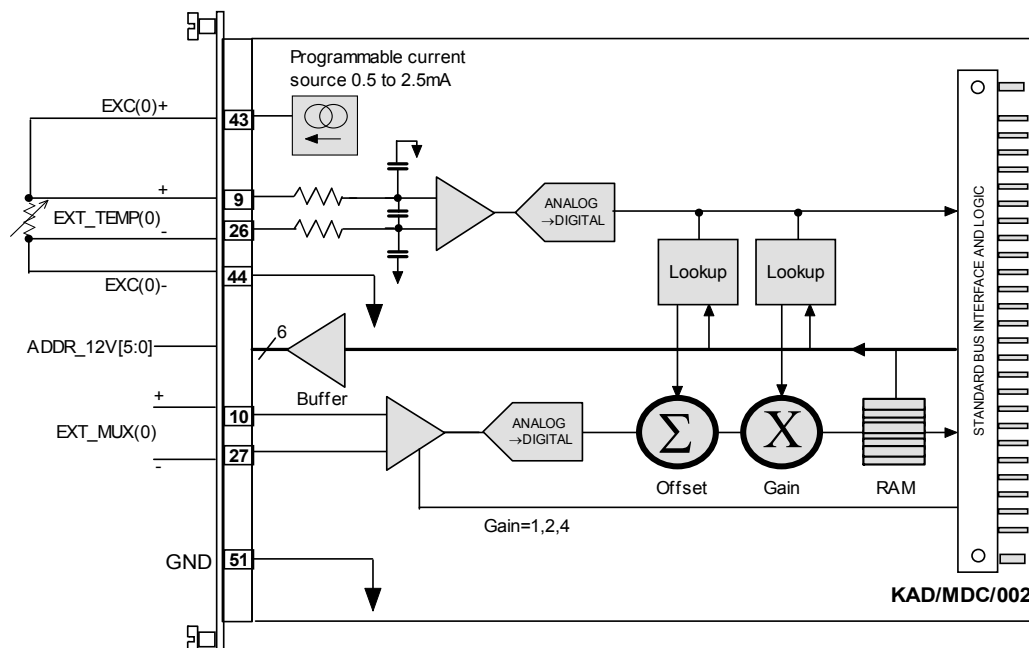 Programmable current
source 0.5 to 2.5mA
EXC(0)+
43
+
9
EXT_TEMP(0)
-
26
EXC(0)-
44
ANALOG
→DIGITAL
Lookup
Lookup
ADDR_12V[5:0]
6
Buffer
+
10
EXT_MUX(0)
-
27
ANALOG
→DIGITAL
Σ
X
Offset
Gain
RAM
Gain=1,2,4
GND
51
STANDARD BUS INTERFACE AND LOGIC
KAD/MDC/002